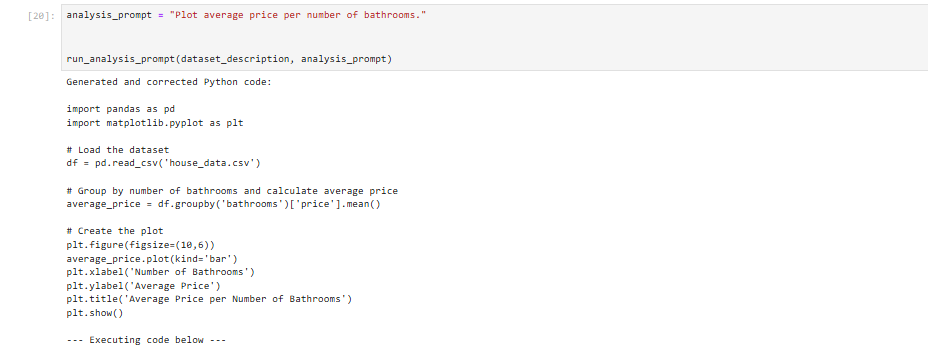 [20]: analysis_prompt = "Plot average price per number of bathrooms."
run_analysis_prompt(dataset_description, analysis_prompt)
Generated and corrected Python code:
import pandas as pd
import matplotlib.pyplot as plt
# Load the dataset
df = pd.read_csv('house_data.csv')
# Group by number of bathrooms and calculate average price
average_price = df.groupby('bathrooms')['price'].mean()
# Create the plot
plt.figure(figsize=(10,6))
average_price.plot(kind='bar')
plt.xlabel('Number of Bathrooms')
plt.ylabel('Average Price')
plt.title('Average Price per Number of Bathrooms')
plt.show()
--- Executing code below ---